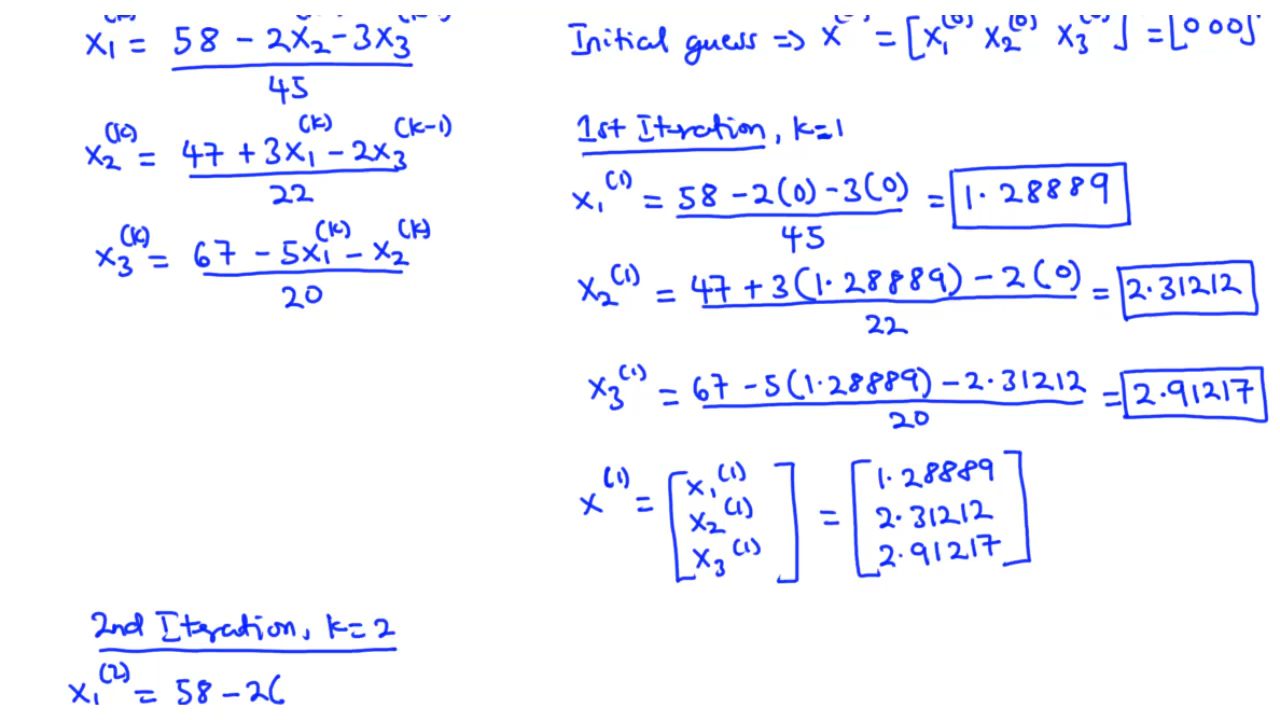 x₁ = (58 - 2x₂ - 3x₃) / 45
x₂^(k) = (47 + 3x₁^(k) - 2x₃^(k-1)) / 22
x₃^(k) = (67 - 5x₁^(k) - x₂^(k)) / 20
Initial guess => x = [x₁^(0) x₂^(0) x₃] = [0 0 0]
1st Iteration, k=1
x₁^(1) = (58 - 2(0) - 3(0)) / 45 = 1.28889
x₂^(1) = (47 + 3(1.28889) - 2(0)) / 22 = 2.31212
x₃^(1) = (67 - 5(1.28889) - 2.31212) / 20 = 2.91217
x^(1) = [x₁^(1) x₂^(1) x₃^(1)] = [1.28889 2.31212 2.91217]
2nd Iteration, k=2
x₁^(2) = 58 - 2(